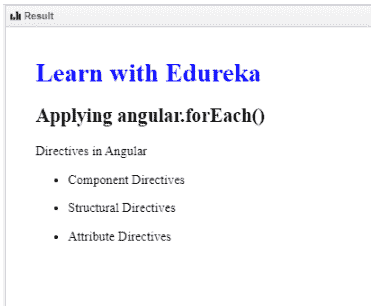 Result
Learn with Edureka
Applying angular.forEach()
Directives in Angular
Component Directives
Structural Directives
Attribute Directives